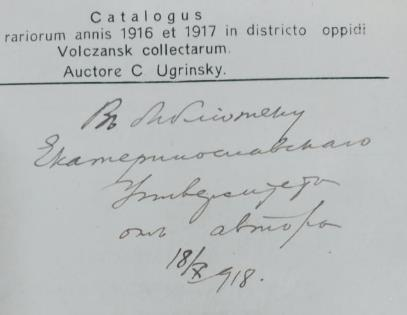 Catalogus
rariorum annis 1916 et 1917 in districto oppidi
Volczansk collectarum.
Auctore C Ugrinsky.
Въ библіотеку
Екатеринославскаго
Университета
отъ автора
18/X 918.